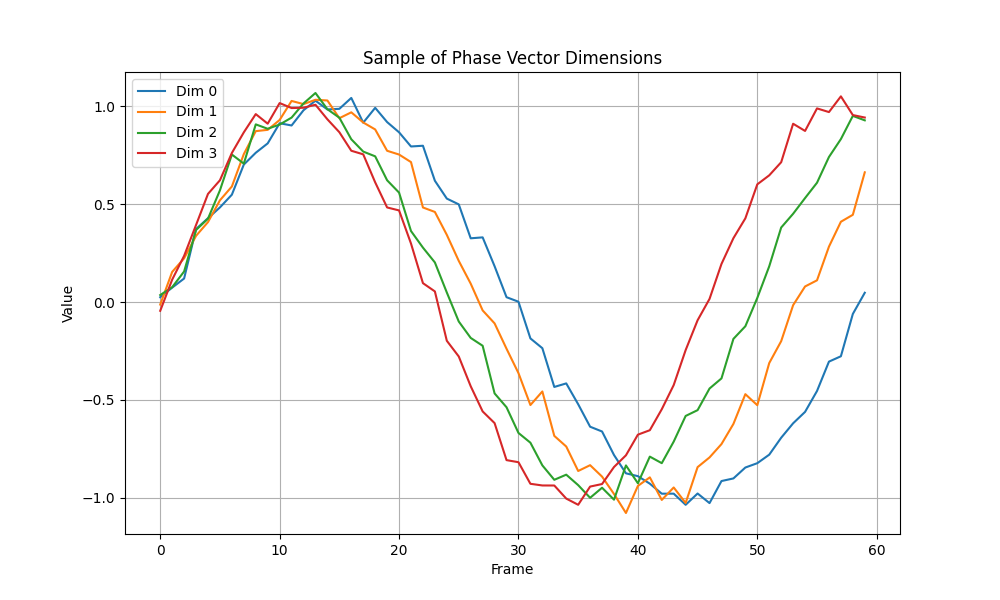 Sample of Phase Vector Dimensions
Dim 0
Dim 1
Dim 2
Dim 3
1.0
0.5
0.0
−0.5
−1.0
Value
0 10 20 30 40 50 60
Frame